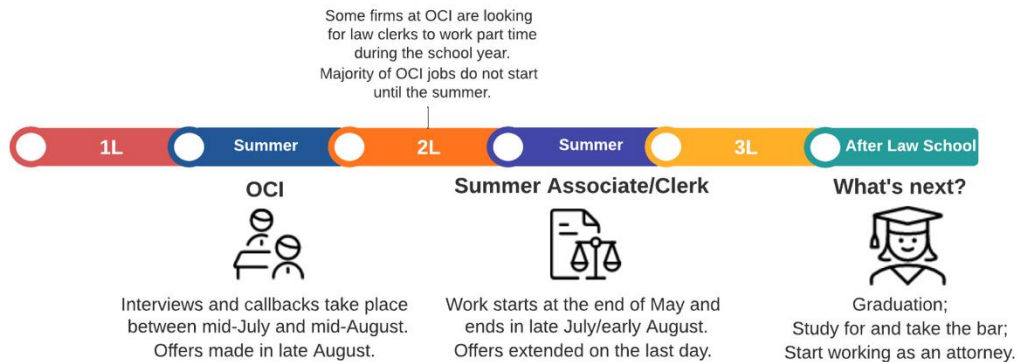 Some firms at OCI are looking
for law clerks to work part time
during the school year.
Majority of OCI jobs do not start
until the summer.
1L
Summer
2L
Summer
3L
After Law School
OCI
Interviews and callbacks take place
between mid-July and mid-August.
Offers made in late August.
Summer Associate/Clerk
Work starts at the end of May and
ends in late July/early August.
Offers extended on the last day.
What's next?
Graduation;
Study for and take the bar;
Start working as an attorney.